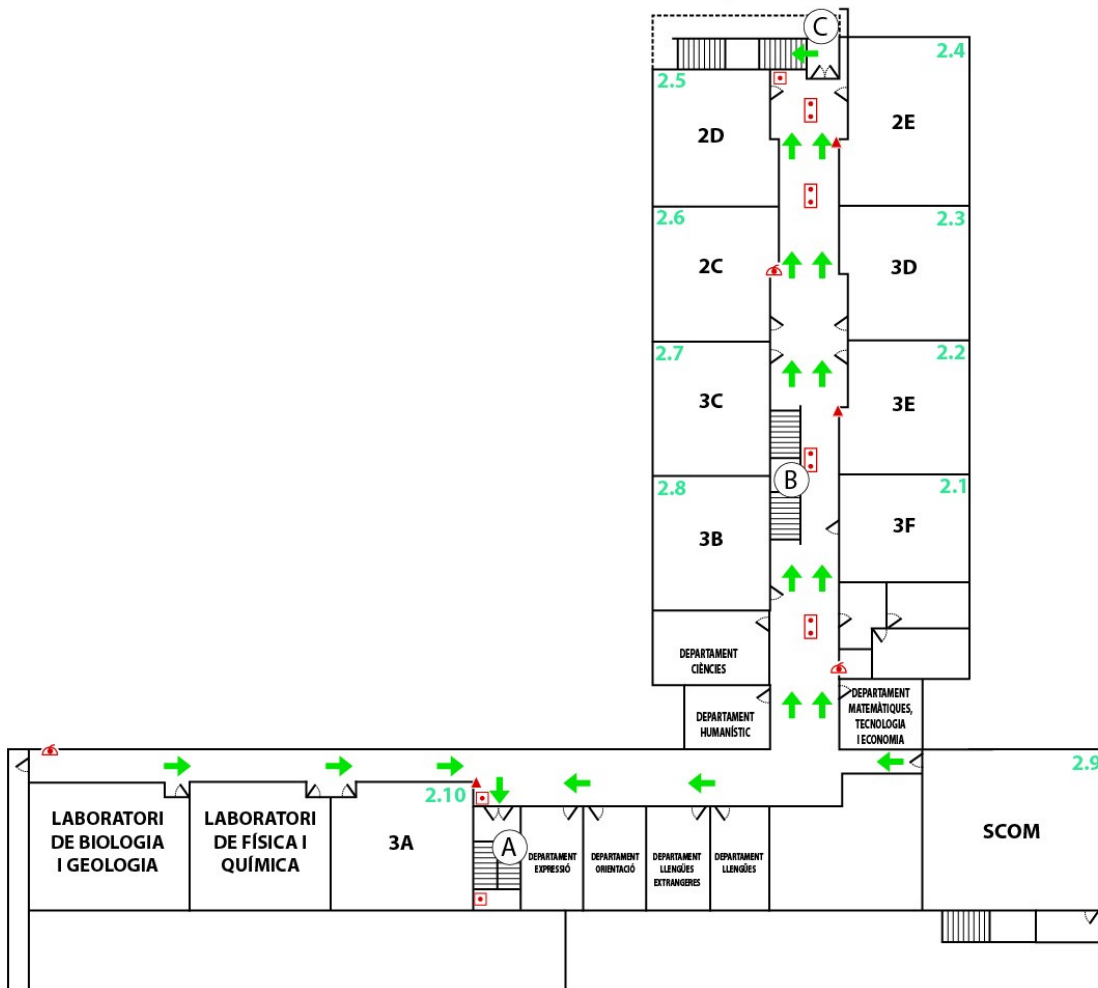 C
2.4
2.5
2E
2D
2.6
2.3
2C
3D
2.7
2.2
3C
3E
B
2.8
2.1
3B
3F
DEPARTAMENT
CIÈNCIES
DEPARTAMENT
MATEMÀTIQUES,
TECNOLOGIA
I ECONOMIA
DEPARTAMENT
HUMANÍSTIC
2.9
2.10
LABORATORI
DE BIOLOGIA
I GEOLOGIA
LABORATORI
DE FÍSICA I
QUÍMICA
3A
A
DEPARTAMENT
EXPRESSIÓ
DEPARTAMENT
ORIENTACIÓ
DEPARTAMENT
LLENGÜES
EXTRANGERES
DEPARTAMENT
LLENGÜES
SCOM